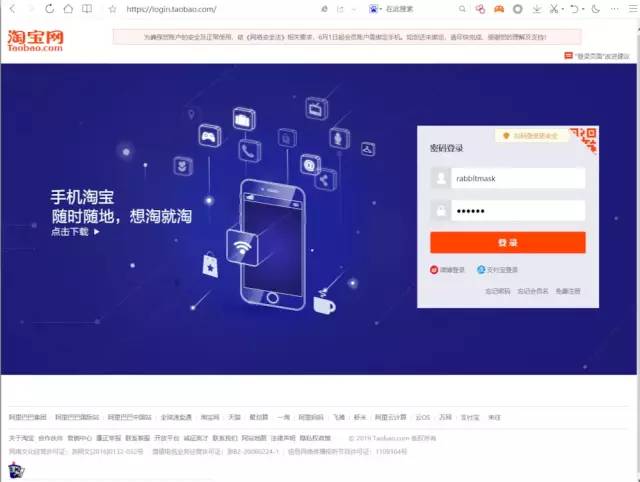 https://login.taobao.com/
在此搜索
淘宝网
Taobao.com
为确保您账户的安全及正常使用，依《网络安全法》相关要求，6月1日起会员账户需绑定手机。如您还未绑定，请尽快完成，感谢您的理解及支持！
"登录页面"改进建议
扫码登录更安全
密码登录
rabbitmask
登录
微博登录
支付宝登录
忘记密码 忘记会员名 免费注册
手机淘宝
随时随地，想淘就淘
点击下载
阿里巴巴集团 阿里巴巴国际站 阿里巴巴中国站 全球速卖通 淘宝网 天猫 聚划算 一淘 阿里妈妈 飞猪 虾米 阿里云计算 云OS 万网 支付宝 来往
关于淘宝 合作伙伴 营销中心 廉正举报 联系客服 开放平台 诚征英才 联系我们 网站地图 法律声明 隐私权政策 © 2019 Taobao.com 版权所有
网络文化经营许可证：浙网文[2016]0132-032号 增值电信业务经营许可证：浙B2-20080224-1 信息网络传播视听节目许可证：1109364号